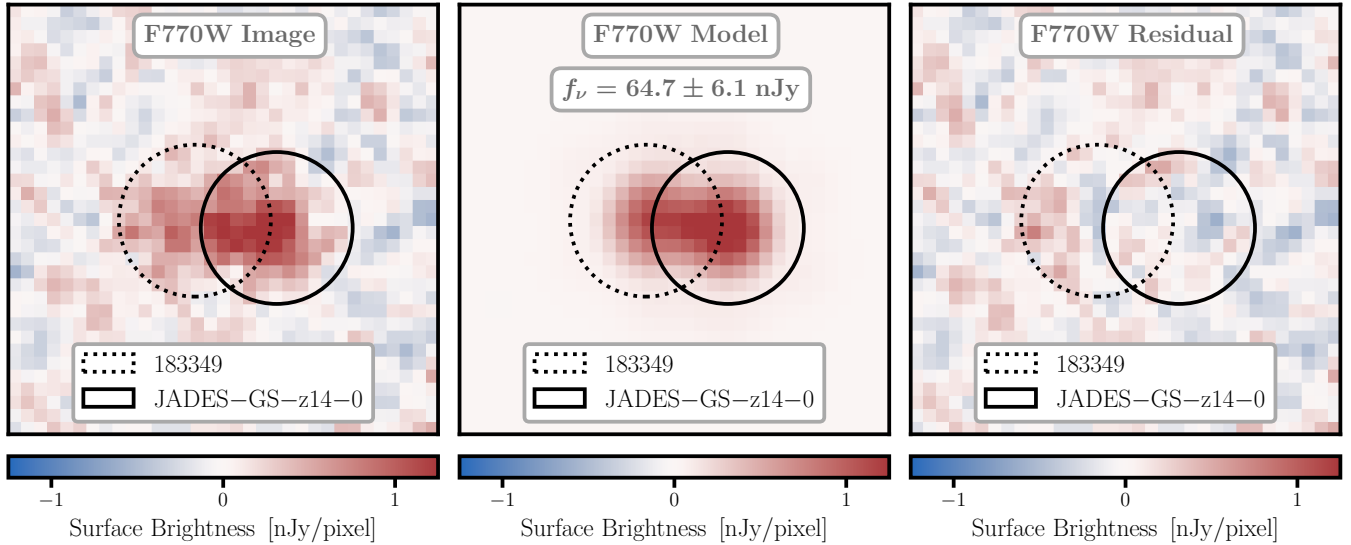 F770W Image
183349
JADES−GS−z14−0
−1 0 1
Surface Brightness [nJy/pixel]
F770W Model
fν = 64.7 ± 6.1 nJy
183349
JADES−GS−z14−0
−1 0 1
Surface Brightness [nJy/pixel]
F770W Residual
183349
JADES−GS−z14−0
−1 0 1
Surface Brightness [nJy/pixel]